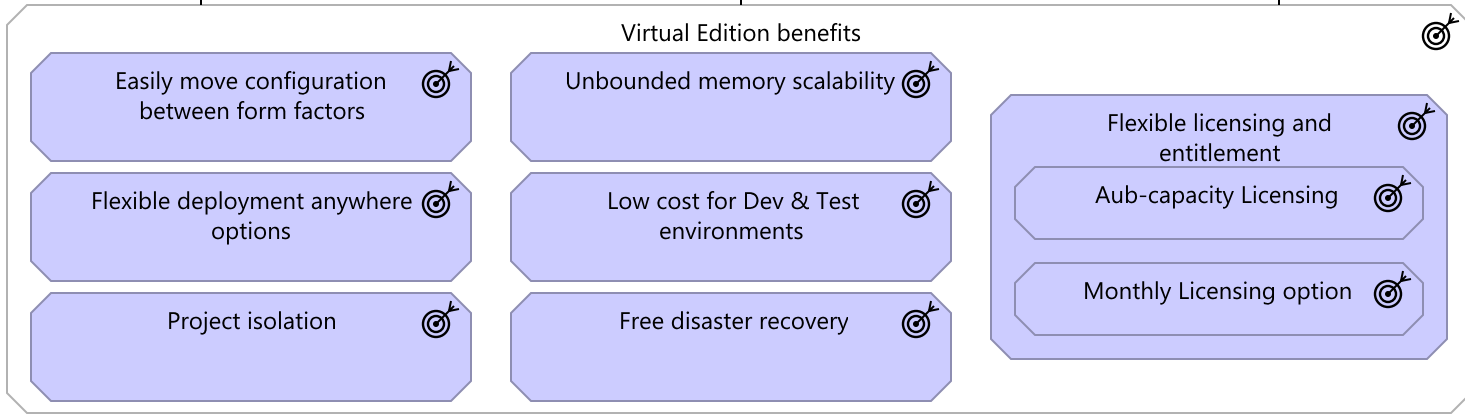 Virtual Edition benefits
Easily move configuration
between form factors
Unbounded memory scalability
Flexible licensing and
entitlement
Aub-capacity Licensing
Monthly Licensing option
Flexible deployment anywhere
options
Low cost for Dev & Test
environments
Project isolation
Free disaster recovery